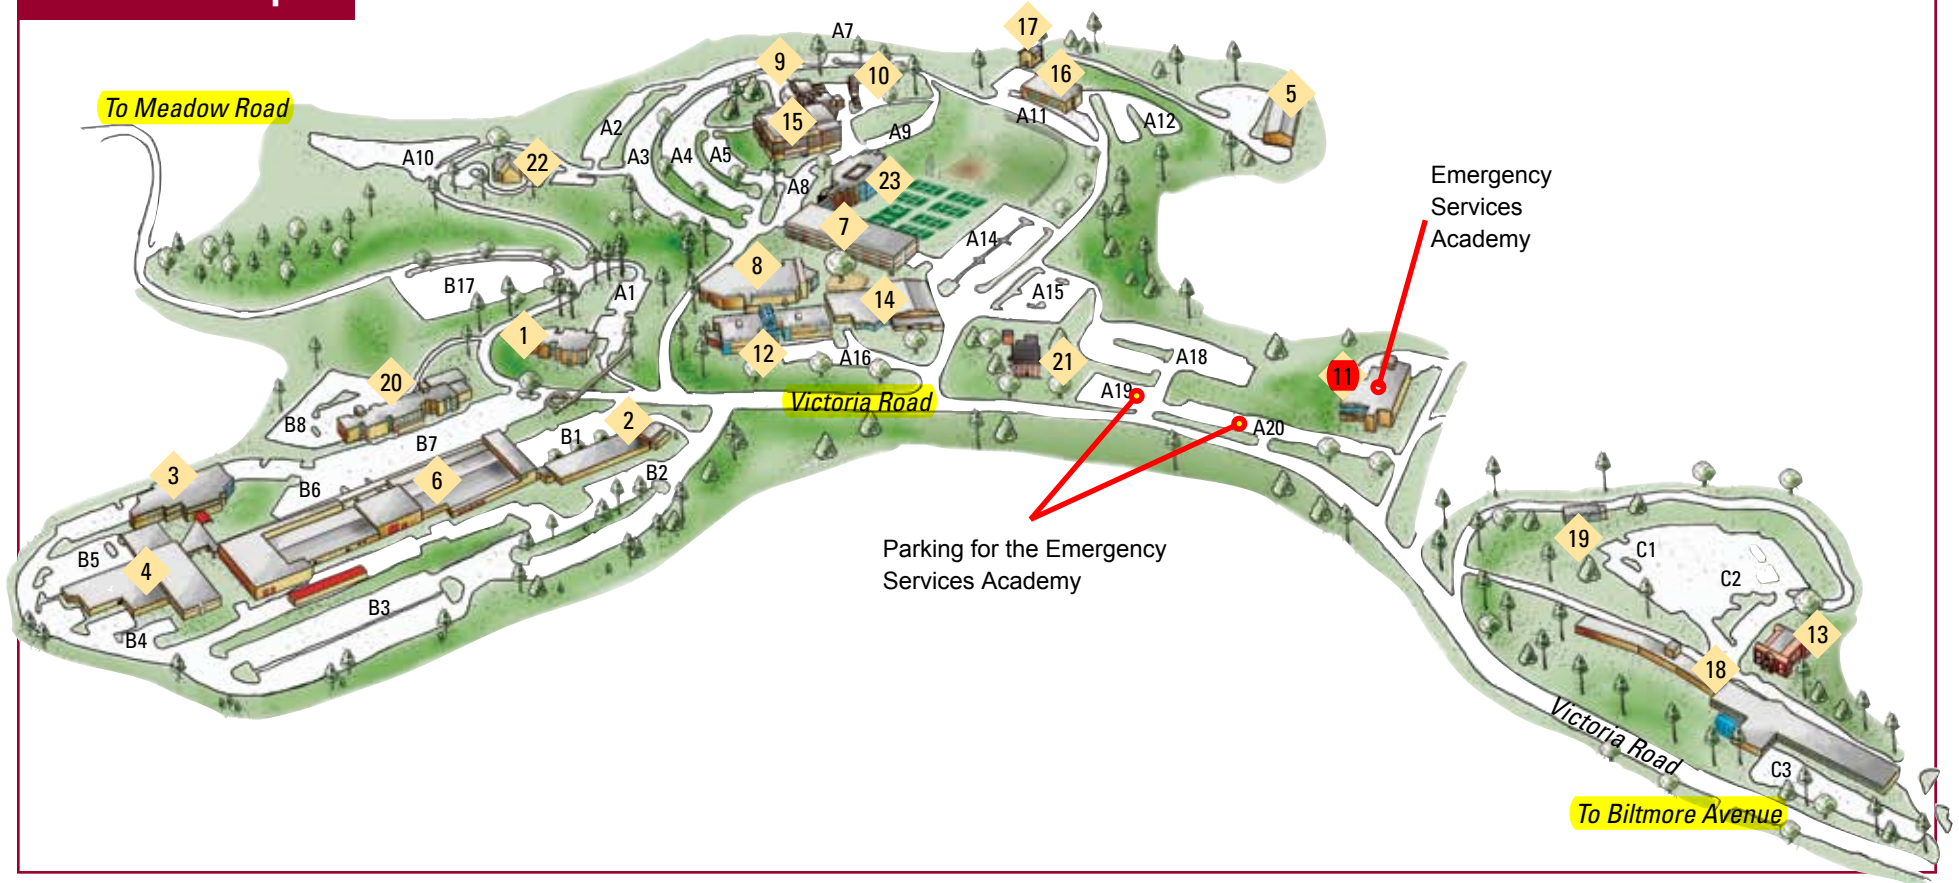 To Meadow Road
A7
17
9
10
16
5
A2
15
A11
A12
A9
A10
22
A3
A4
A5
A8
23
7
A14
Emergency
Services
Academy
8
B17
A1
14
A15
1
12
A16
21
A18
11
20
A19
Victoria Road
B8
2
B1
A20
B7
B2
3
6
B6
19
C1
Parking for the Emergency
Services Academy
B5
4
C2
B3
B4
13
18
Victoria Road
C3
To Biltmore Avenue